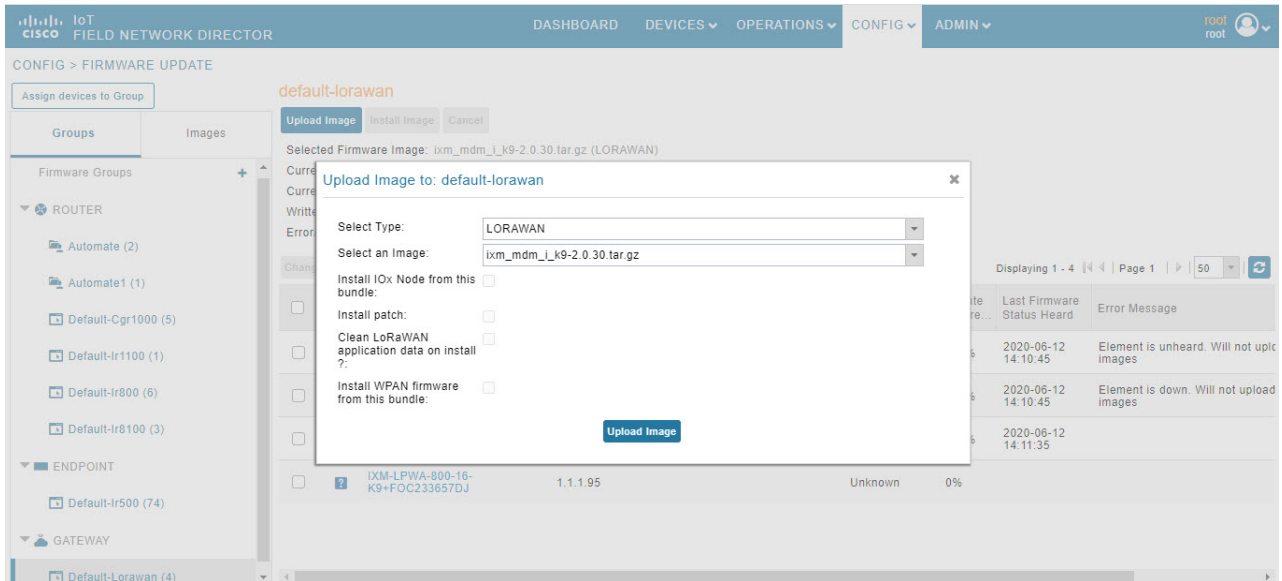 IoT
CISCO FIELD NETWORK DIRECTOR
DASHBOARD DEVICES OPERATIONS CONFIG ADMIN
root
root
CONFIG > FIRMWARE UPDATE
Assign devices to Group
Groups Images
Firmware Groups +
ROUTER
Automate (2)
Automate1 (1)
Default-Cgr1000 (5)
Default-Ir1100 (1)
Default-Ir800 (6)
Default-Ir8100 (3)
ENDPOINT
Default-Ir500 (74)
GATEWAY
Default-Lorawan (4)
default-lorawan
Upload Image Install Image Cancel
Selected Firmware Image: ixm_mdm_i_k9-2.0.30.tar.gz (LORAWAN)
Curre
Curre
Writte
Error
Chang
Upload Image to: default-lorawan
Select Type: LORAWAN
Select an Image: ixm_mdm_i_k9-2.0.30.tar.gz
Install IOx Node from this
bundle:
Install patch:
Clean LoRaWAN
application data on install
?:
Install WPAN firmware
from this bundle:
Upload Image
Displaying 1 - 4 Page 1 50
Last Firmware
Status Heard
Error Message
2020-06-12
14:10:45
Element is unheard. Will not uplc
images
2020-06-12
14:10:45
Element is down. Will not upload
images
2020-06-12
14:11:35
IXM-LPWA-800-16-
K9+FOC233657DJ
1.1.1.95 Unknown 0%